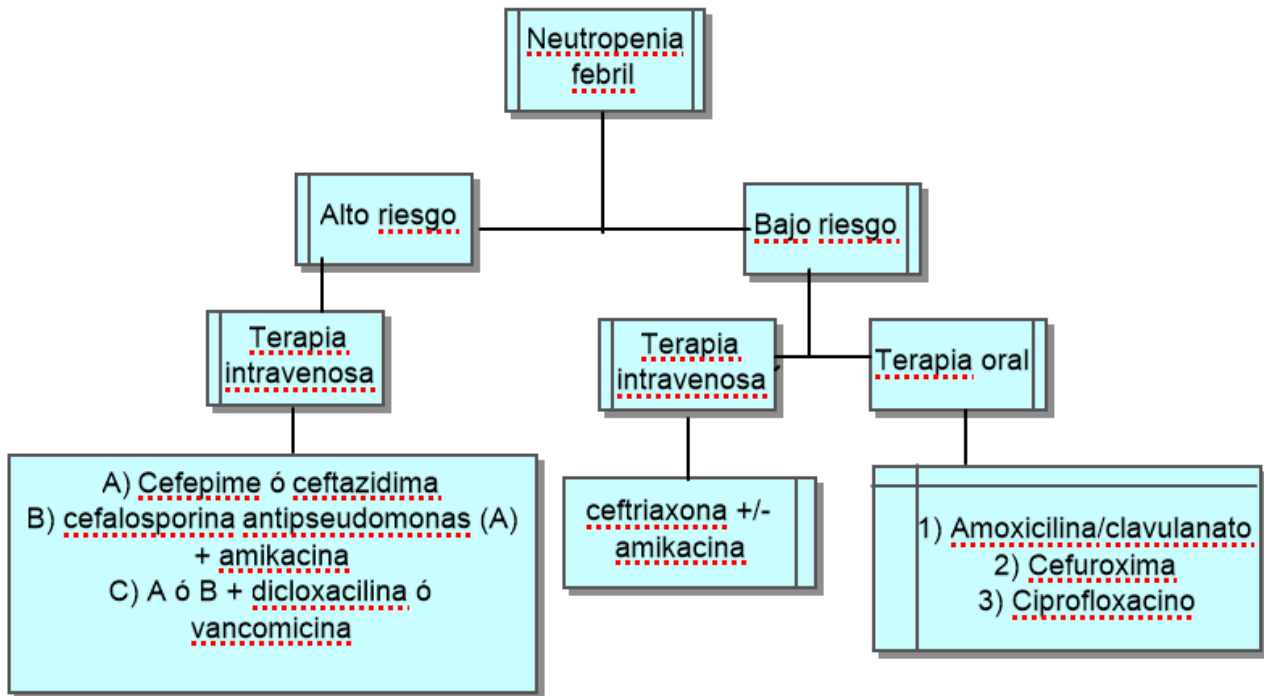 Neutropenia
febril
Alto riesgo
Bajo riesgo
Terapia
intravenosa
Terapia
intravenosa
Terapia oral
A) Cefepime ó ceftazidima
B) cefalosporina antipseudomonas (A)
+ amikacina
C) A ó B + dicloxacilina ó
vancomicina
ceftriaxona +/-
amikacina
1) Amoxicilina/clavulanato
2) Cefuroxima
3) Ciprofloxacino